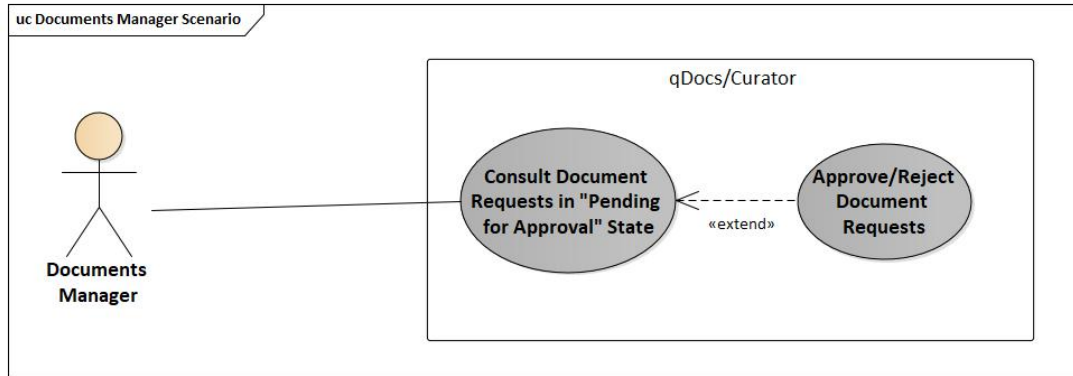 uc Documents Manager Scenario
qDocs/Curator
Consult Document
Requests in "Pending
for Approval" State
Approve/Reject
Document
Requests
«extend»
Documents
Manager